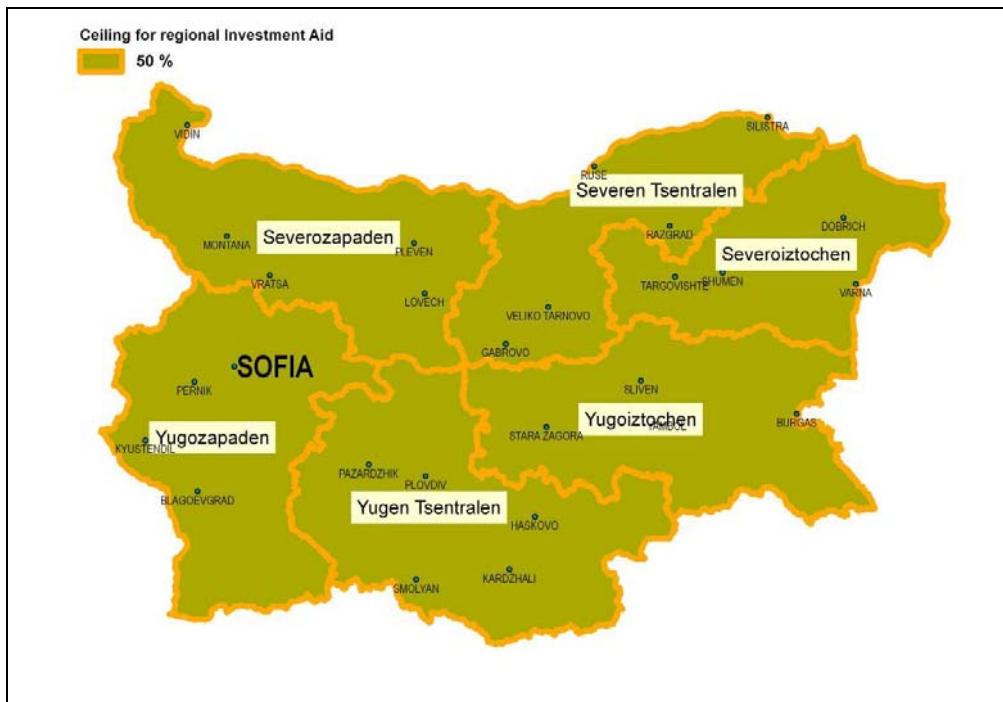 Ceiling for regional Investment Aid
50 %
VIDIN
SILISTRA
RUSE
Severen Tsentralen
DOBRICH
RAZGRAD
MONTANA
Severozapaden
PLEVEN
Severoiztochen
VRATSA
TARGOVISHTE
SHUMEN
VARNA
LOVECH
VELIKO TARNOVO
GABROVO
SOFIA
PERNIK
SLIVEN
Yugoiztochen
BURGAS
YAMBOL
STARA ZAGORA
Yugozapaden
KYUSTENDIL
PAZARDZHIK
PLOVDIV
BLAGOEVGRAD
Yugen Tsentralen
HASKOVO
KARDZHALI
SMOLYAN